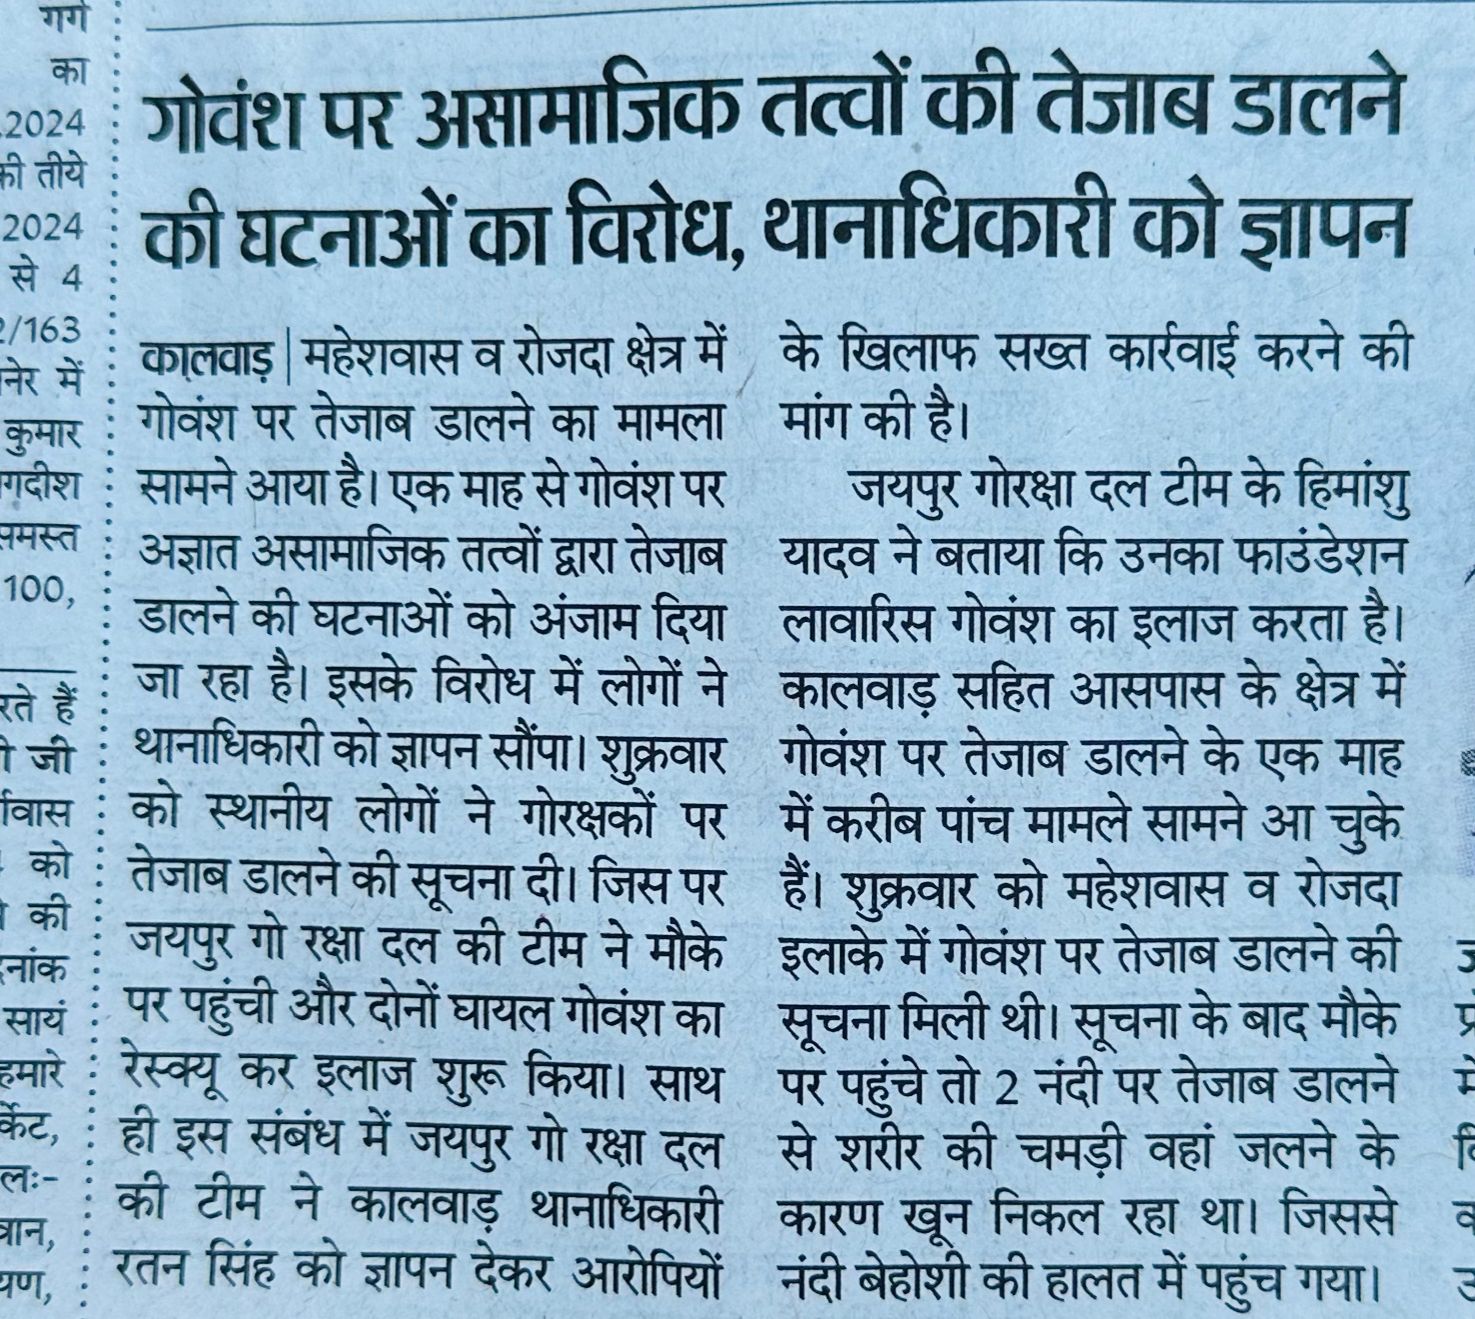 गर्ग
का
.2024
की तीये
2024
से 4
2/163
नेर में
कुमार
गदीश
समस्त
100,
रते हैं
जी
र्गवास
को
की
नांक
सायं
हमारे
र्केट,
लः-
वान,
यण,
गोवंश पर असामाजिक तत्वों की तेजाब डालने
की घटनाओं का विरोध, थानाधिकारी को ज्ञापन
कालवाड़ | महेशवास व रोजदा क्षेत्र में
गोवंश पर तेजाब डालने का मामला
सामने आया है। एक माह से गोवंश पर
अज्ञात असामाजिक तत्वों द्वारा तेजाब
डालने की घटनाओं को अंजाम दिया
जा रहा है। इसके विरोध में लोगों ने
थानाधिकारी को ज्ञापन सौंपा। शुक्रवार
को स्थानीय लोगों ने गोरक्षकों पर
तेजाब डालने की सूचना दी। जिस पर
जयपुर गो रक्षा दल की टीम ने मौके
पर पहुंची और दोनों घायल गोवंश का
रेस्क्यू कर इलाज शुरू किया। साथ
ही इस संबंध में जयपुर गो रक्षा दल
की टीम ने कालवाड़ थानाधिकारी
रतन सिंह को ज्ञापन देकर आरोपियों
के खिलाफ सख्त कार्रवाई करने की
मांग की है।
जयपुर गोरक्षा दल टीम के हिमांशु
यादव ने बताया कि उनका फाउंडेशन
लावारिस गोवंश का इलाज करता है।
कालवाड़ सहित आसपास के क्षेत्र में
गोवंश पर तेजाब डालने के एक माह
में करीब पांच मामले सामने आ चुके
हैं। शुक्रवार को महेशवास व रोजदा
इलाके में गोवंश पर तेजाब डालने की
सूचना मिली थी। सूचना के बाद मौके
पर पहुंचे तो 2 नंदी पर तेजाब डालने
से शरीर की चमड़ी वहां जलने के
कारण खून निकल रहा था। जिससे
नंदी बेहोशी की हालत में पहुंच गया।